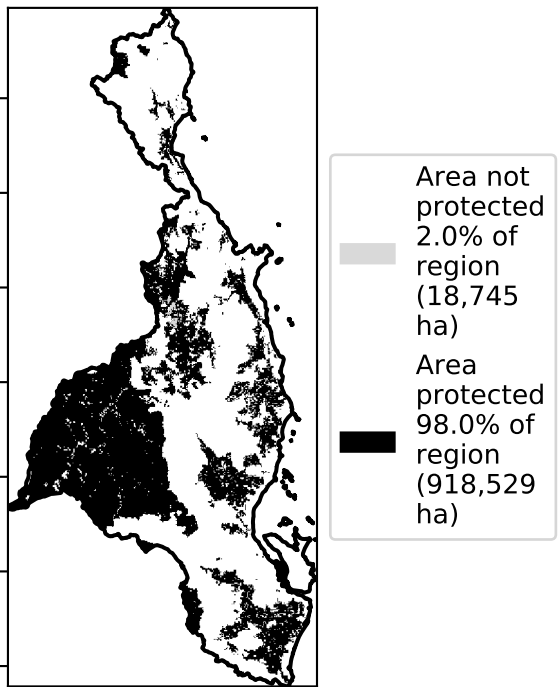 Area not
protected
2.0% of
region
(18,745
ha)
Area
protected
98.0% of
region
(918,529
ha)